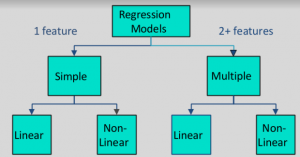 Regression
Models
1 feature
2+ features
Simple
Multiple
Linear
Non-
Linear
Linear
Non-
Linear